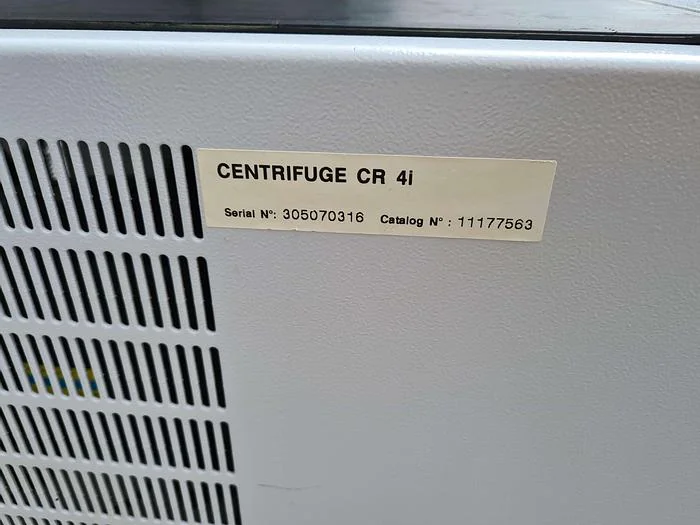 CENTRIFUGE CR 4i
Serial N°: 305070316 Catalog N° : 11177563